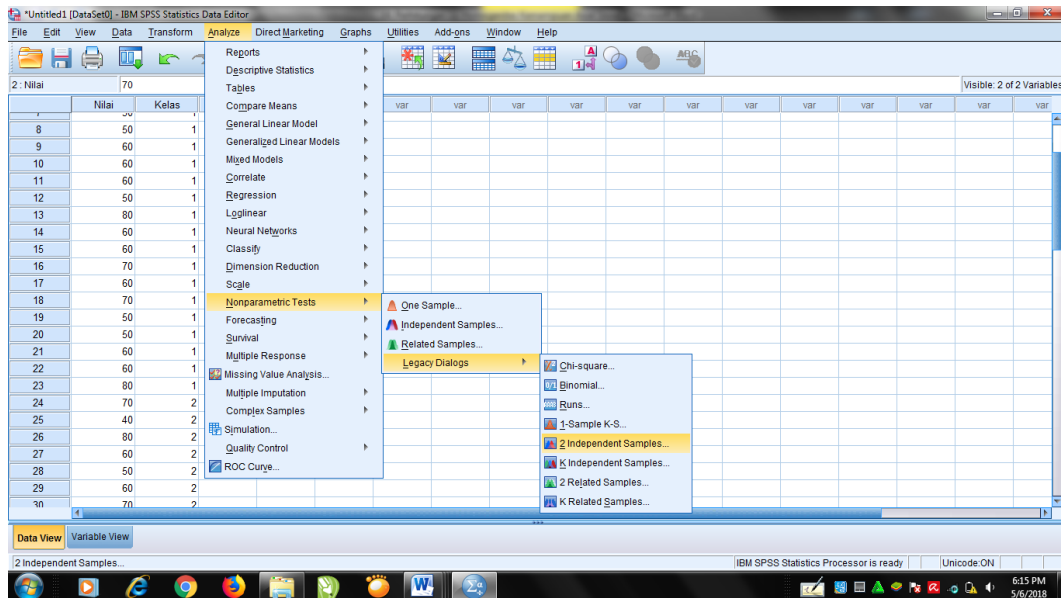 *Untitled1 [DataSet0] - IBM SPSS Statistics Data Editor
File Edit View Data Transform Analyze Direct Marketing Graphs Utilities Add-ons Window Help
2 : Nilai 70 Visible: 2 of 2 Variables
Nilai Kelas var var var var var var var var var var var var
8 50 1
9 60 1
10 60 1
11 60 1
12 50 1
13 80 1
14 60 1
15 60 1
16 70 1
17 60 1
18 70 1
19 50 1
20 50 1
21 60 1
22 60 1
23 80 1
24 70 2
25 40 2
26 80 2
27 60 2
28 50 2
29 60 2
30 70 2
Reports
Descriptive Statistics
Tables
Compare Means
General Linear Model
Generalized Linear Models
Mixed Models
Correlate
Regression
Loglinear
Neural Networks
Classify
Dimension Reduction
Scale
Nonparametric Tests
Forecasting
Survival
Multiple Response
Missing Value Analysis...
Multiple Imputation
Complex Samples
Simulation...
Quality Control
ROC Curve...
One Sample...
Independent Samples...
Related Samples...
Legacy Dialogs
Chi-square...
Binomial...
Runs...
1-Sample K-S...
2 Independent Samples...
K Independent Samples...
2 Related Samples...
K Related Samples...
Data View Variable View
2 Independent Samples... IBM SPSS Statistics Processor is ready Unicode:ON
6:15 PM
5/6/2018